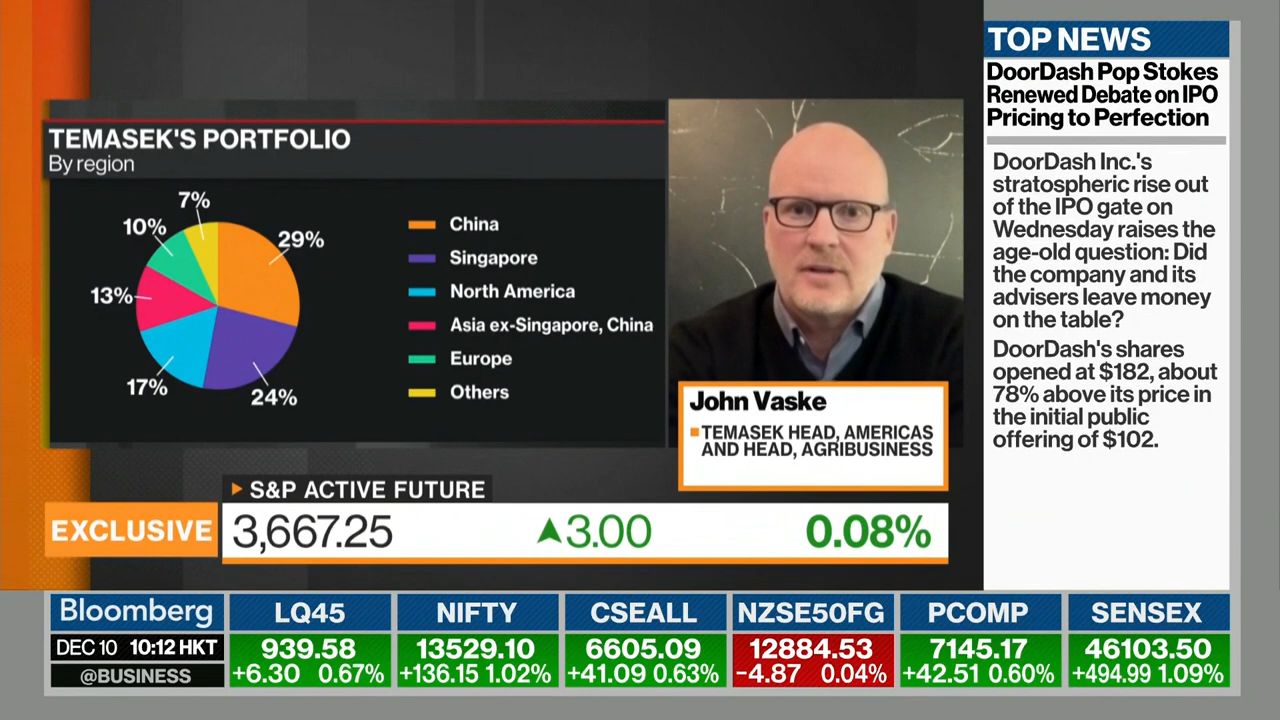 TEMASEK'S PORTFOLIO
By region
7%
10%
29%
13%
17%
24%
China
Singapore
North America
Asia ex-Singapore, China
Europe
Others
John Vaske
TEMASEK HEAD, AMERICAS
AND HEAD, AGRIBUSINESS
S&P ACTIVE FUTURE
EXCLUSIVE
3,667.25 3.00 0.08%
TOP NEWS
DoorDash Pop Stokes
Renewed Debate on IPO
Pricing to Perfection
DoorDash Inc.'s
stratospheric rise out
of the IPO gate on
Wednesday raises the
age-old question: Did
the company and its
advisers leave money
on the table?
DoorDash's shares
opened at $182, about
78% above its price in
the initial public
offering of $102.
Bloomberg
DEC 10 10:12 HKT
@BUSINESS
LQ45
939.58
+6.30 0.67%
NIFTY
13529.10
+136.15 1.02%
CSEALL
6605.09
+41.09 0.63%
NZSE50FG
12884.53
-4.87 0.04%
PCOMP
7145.17
+42.51 0.60%
SENSEX
46103.50
+494.99 1.09%